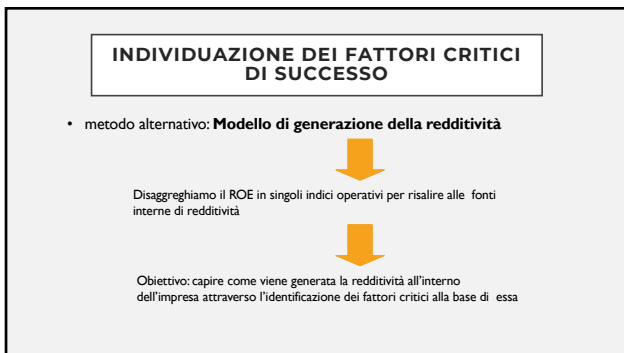 INDIVIDUAZIONE DEI FATTORI CRITICI
DI SUCCESSO
• metodo alternativo: Modello di generazione della redditività
Disaggreghiamo il ROE in singoli indici operativi per risalire alle fonti
interne di redditività
Obiettivo: capire come viene generata la redditività all’interno
dell’impresa attraverso l’identificazione dei fattori critici alla base di essa